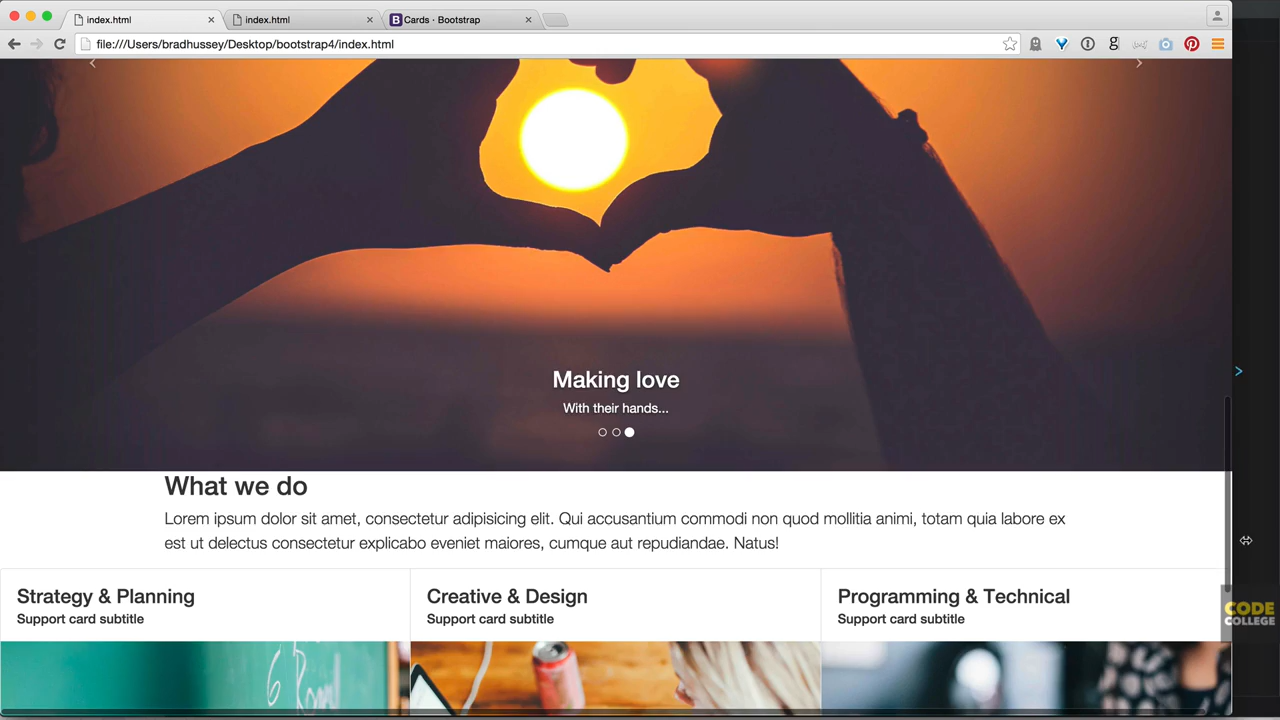 index.html
index.html
B Cards · Bootstrap
file:///Users/bradhussey/Desktop/bootstrap4/index.html
Making love
With their hands...
What we do
Lorem ipsum dolor sit amet, consectetur adipisicing elit. Qui accusantium commodi non quod mollitia animi, totam quia labore ex
est ut delectus consectetur explicabo eveniet maiores, cumque aut repudiandae. Natus!
Strategy & Planning
Creative & Design
Programming & Technical
Support card subtitle
Support card subtitle
Support card subtitle
CODE
COLLEGE